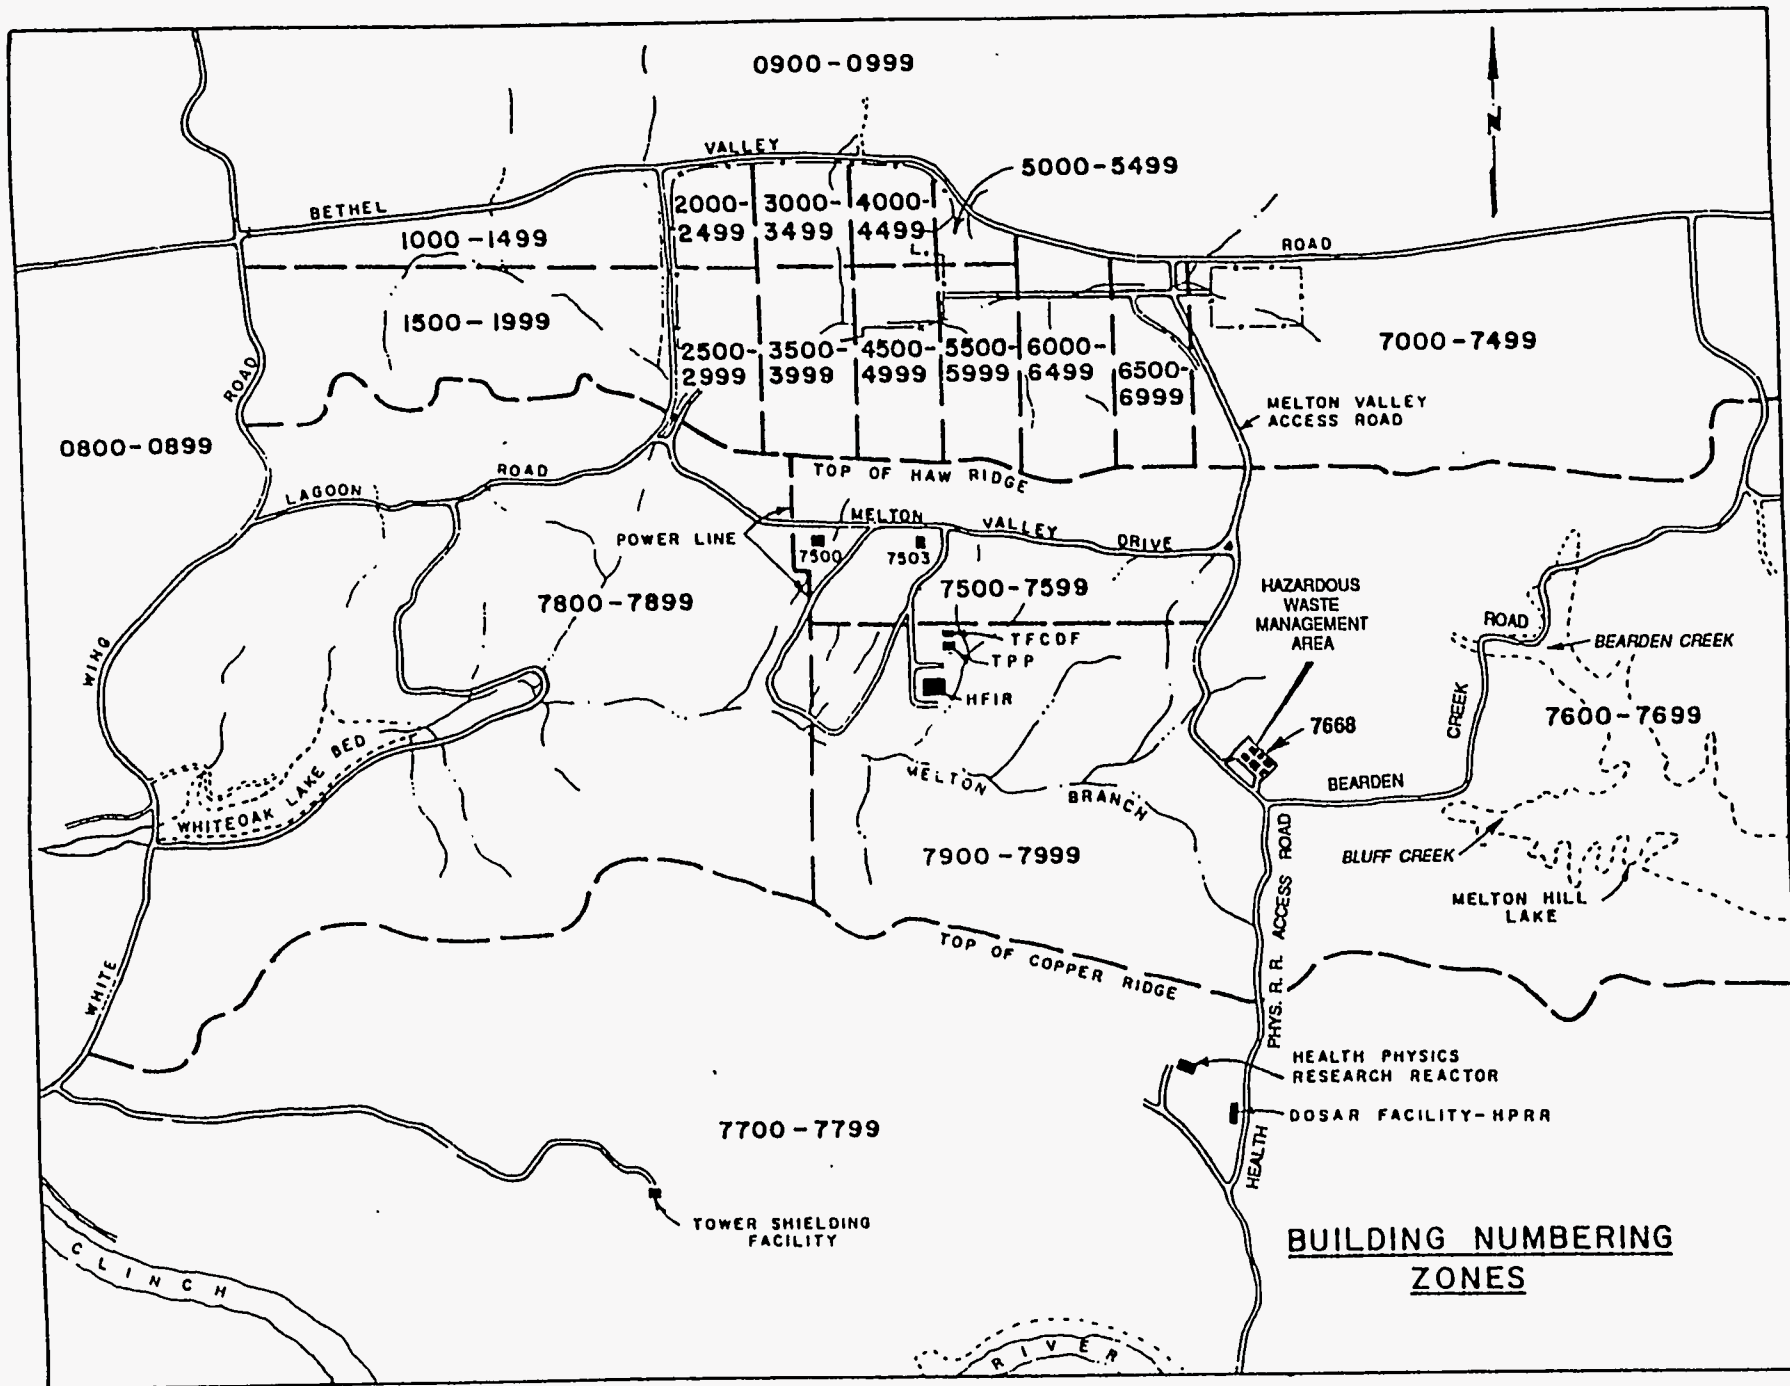 0900-0999
N
VALLEY
5000-5499
BETHEL
2000-
2499
3000-
3499
4000-
4499
ROAD
1000-1499
L.
1500-1999
ROAD
2500-
2999
3500-
3999
4500-
4999
5500-
5999
6000-
6499
6500-
6999
7000-7499
MELTON VALLEY
ACCESS ROAD
0800-0899
ROAD
LAGOON
TOP OF HAW RIDGE
POWER LINE
MELTON
VALLEY
DRIVE
7500
7503
7800-7899
7500-7599
HAZARDOUS
WASTE
MANAGEMENT
AREA
ROAD
BEARDEN CREEK
TFCDF
TPP
HFIR
WING
CREEK
7600-7699
7668
BEARDEN
WHITEOAK LAKE BED
MELTON
BRANCH
7900-7999
BLUFF CREEK
MELTON HILL
LAKE
TOP OF COPPER RIDGE
WHITE
HEALTH PHYS. R. R. ACCESS ROAD
HEALTH PHYSICS
RESEARCH REACTOR
DOSAR FACILITY-HPRR
7700-7799
TOWER SHIELDING
FACILITY
CLINCH
RIVER
BUILDING NUMBERING
ZONES